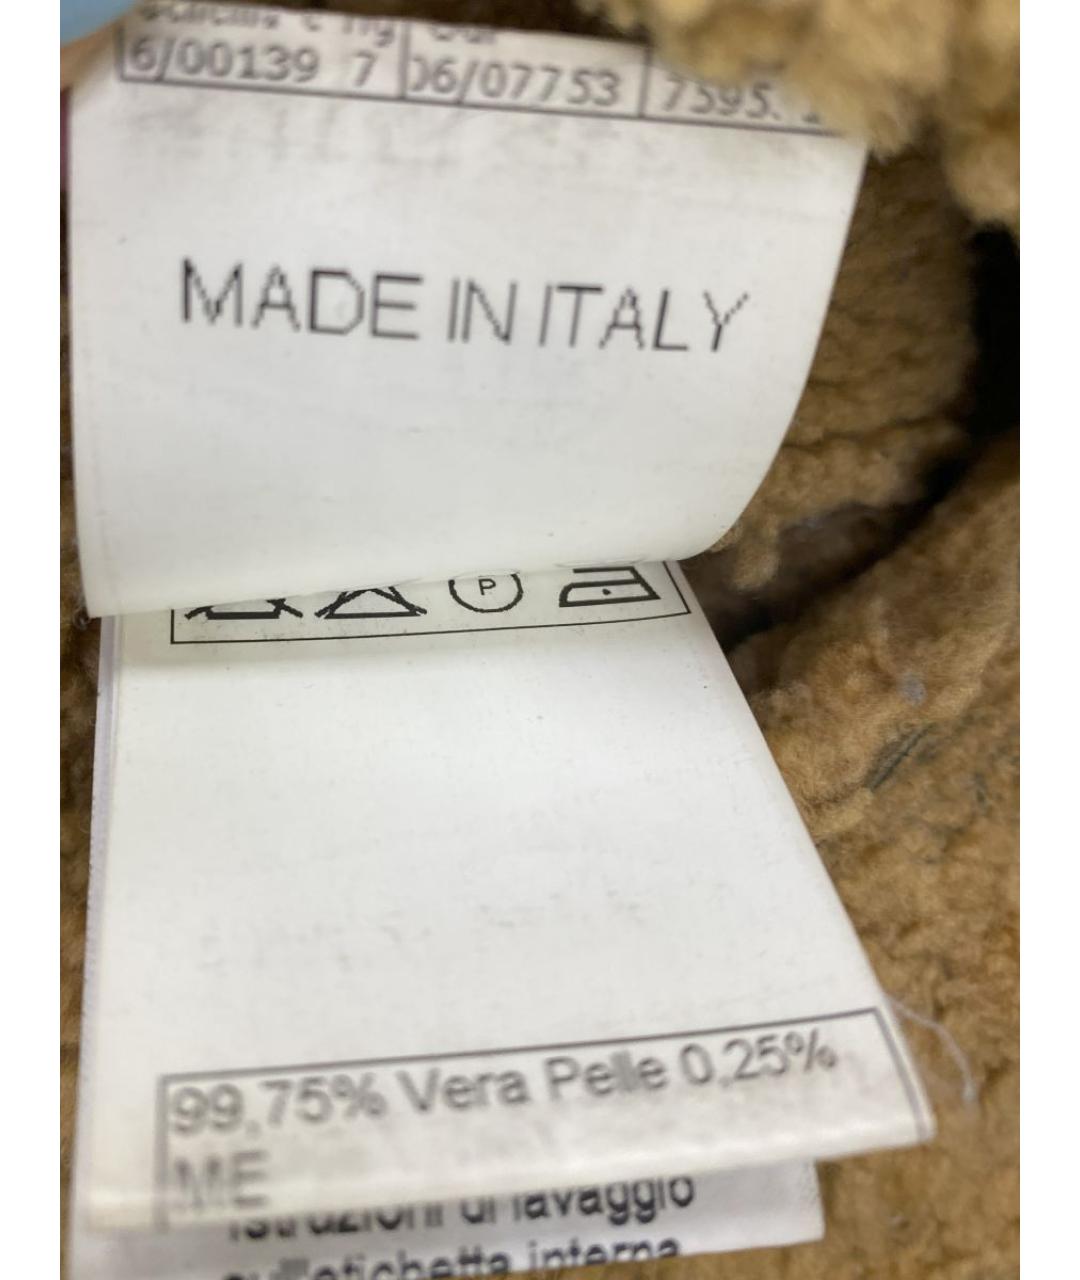 6/00139 7 06/07753 7595.
MADE IN ITALY
P
99,75% Vera Pelle 0,25%
ME
Istruzioni di lavaggio
sull'etichetta interna